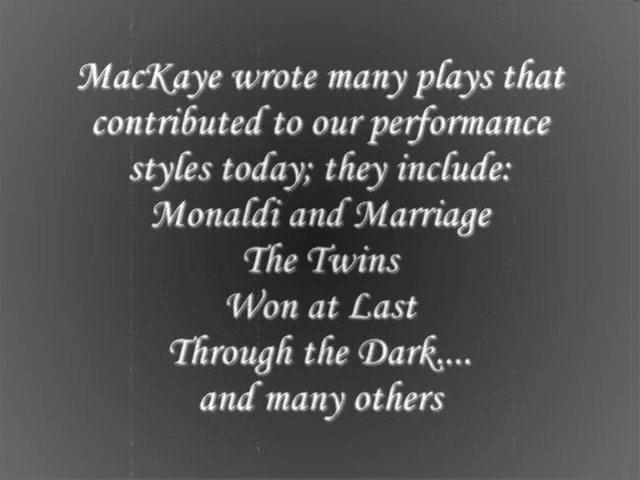 MacKaye wrote many plays that
contributed to our performance
styles today; they include:
Monaldi and Marriage
The Twins
Won at Last
Through the Dark....
and many others